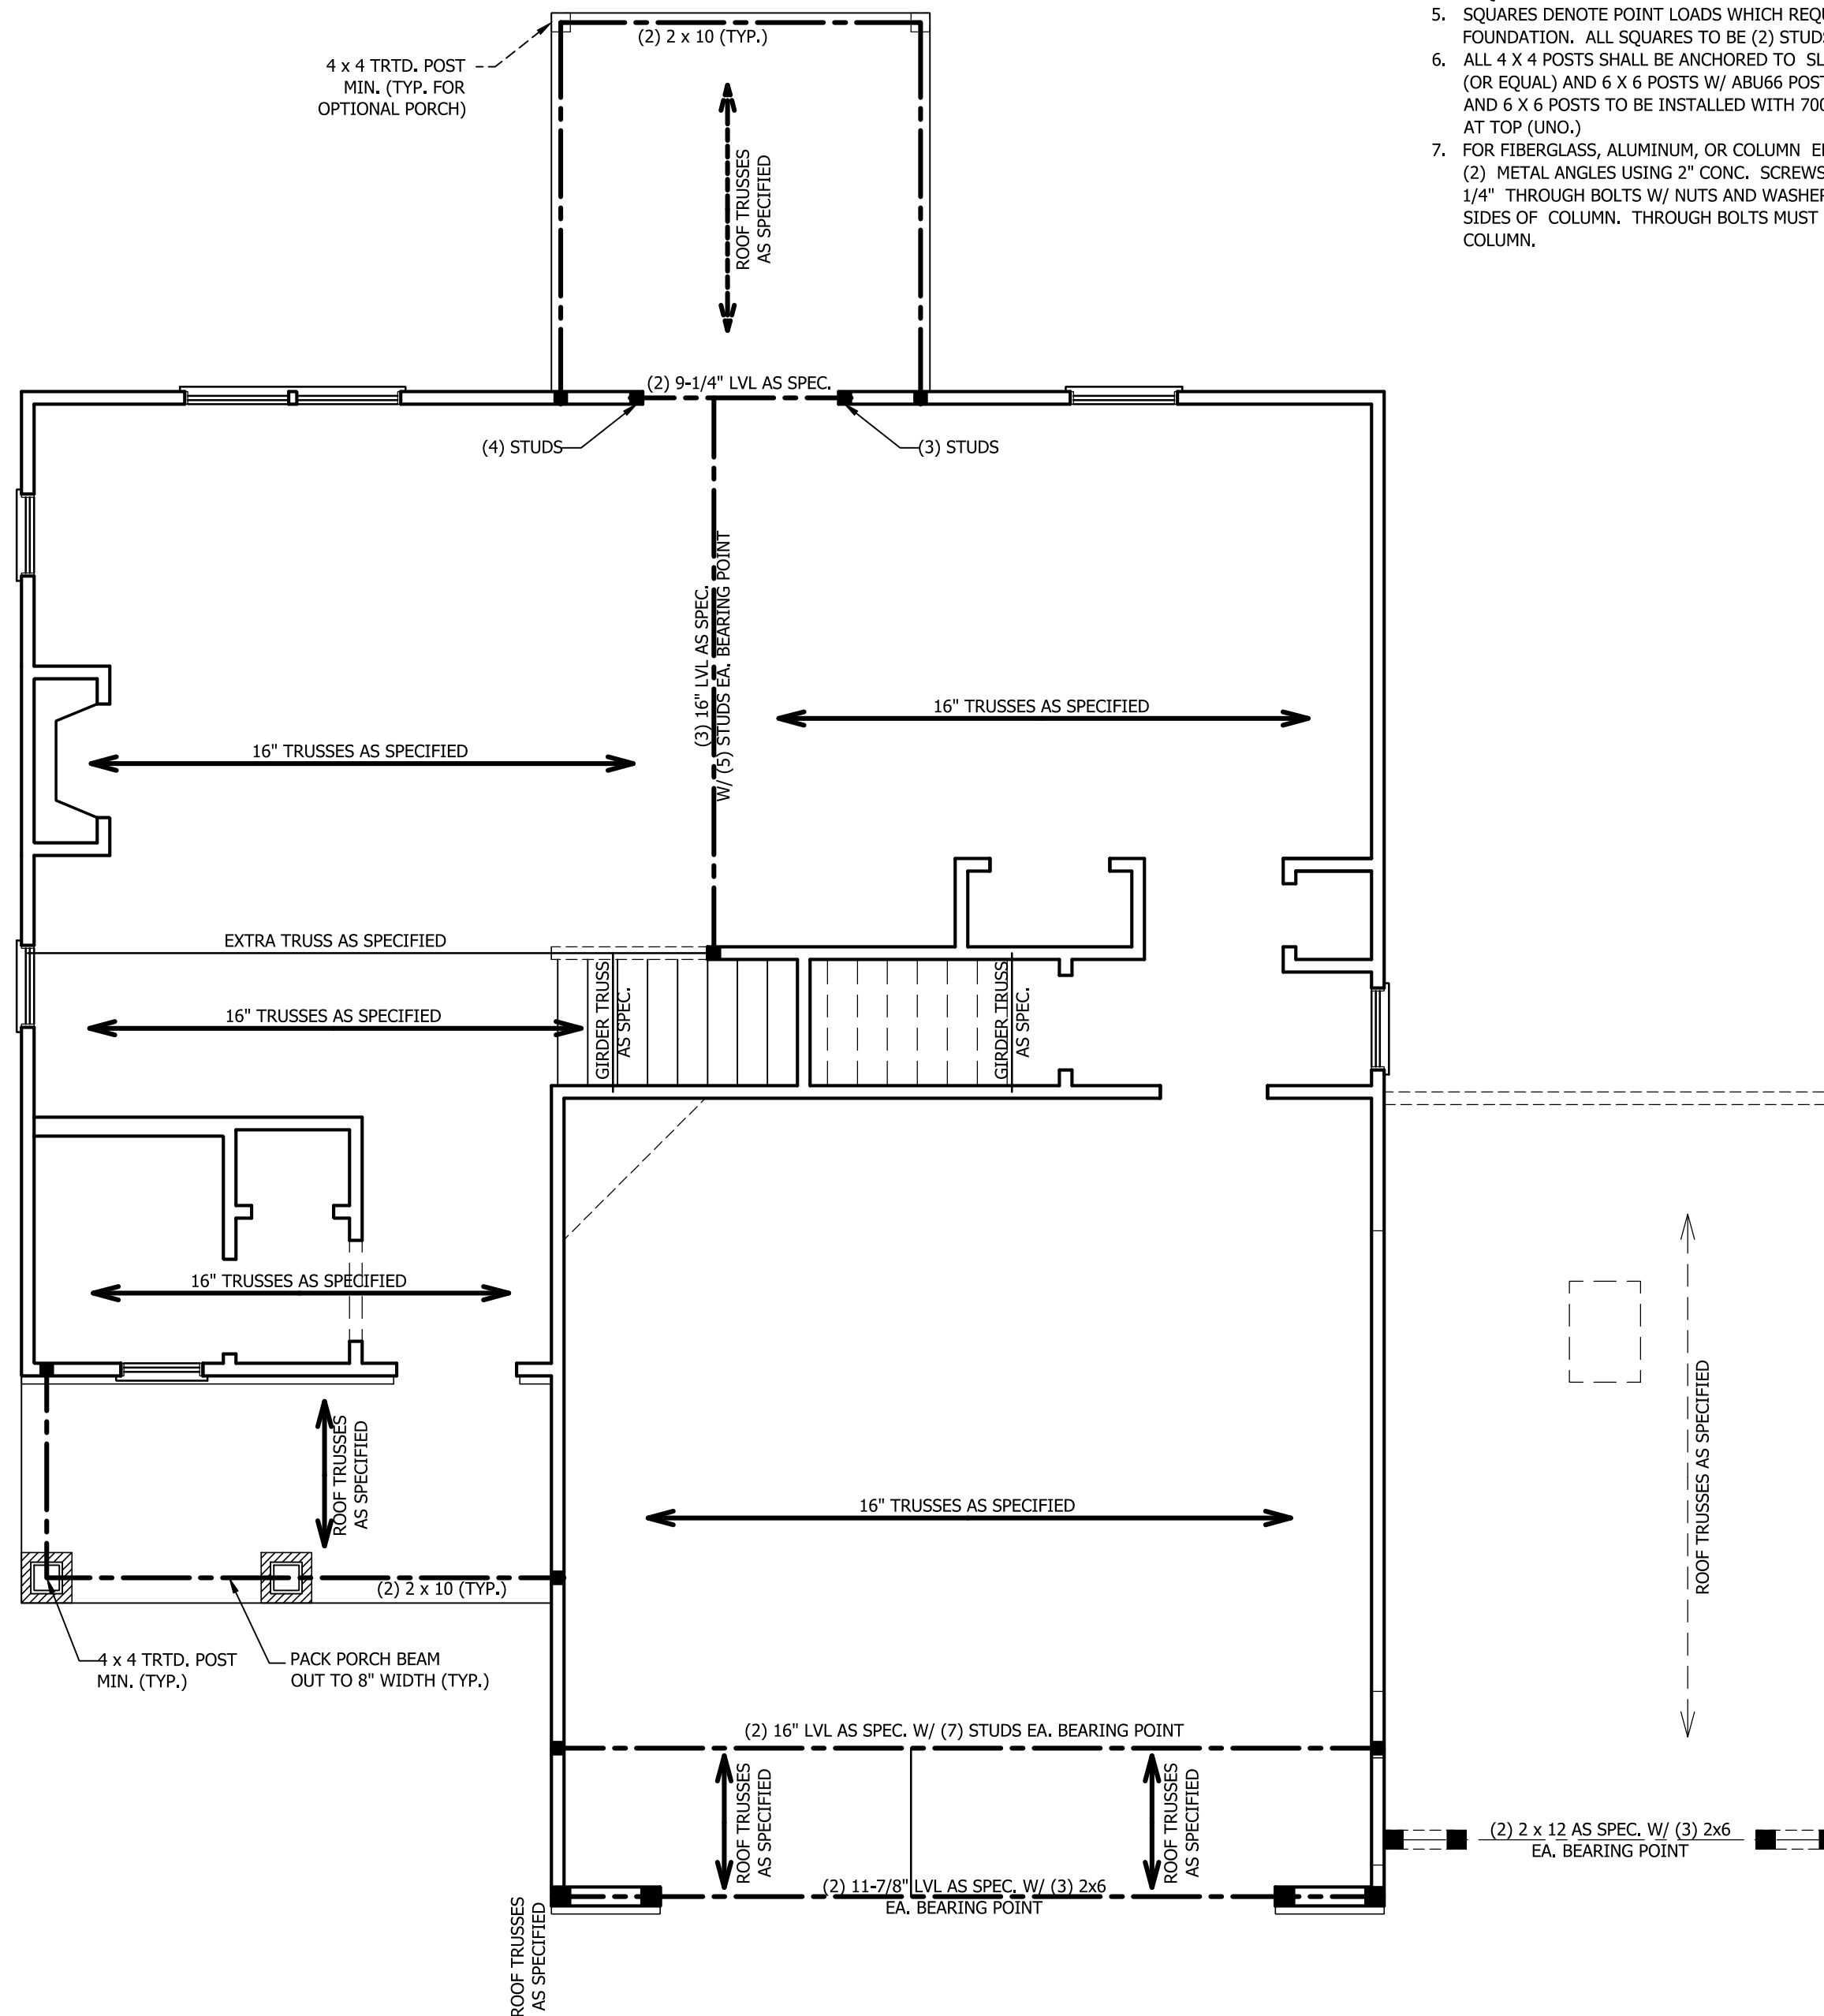 5. SQUARES DENOTE POINT LOADS WHICH REQU
FOUNDATION. ALL SQUARES TO BE (2) STUDS
6. ALL 4 X 4 POSTS SHALL BE ANCHORED TO SL
(OR EQUAL) AND 6 X 6 POSTS W/ ABU66 POST
AND 6 X 6 POSTS TO BE INSTALLED WITH 700
AT TOP (UNO.)
7. FOR FIBERGLASS, ALUMINUM, OR COLUMN
(2) METAL ANGLES USING 2" CONC. SCREWS
1/4" THROUGH BOLTS W/ NUTS AND WASHER
SIDES OF COLUMN. THROUGH BOLTS MUST
COLUMN.
(2) 2 x 10 (TYP.)
4 x 4 TRTD. POST
MIN. (TYP. FOR
OPTIONAL PORCH)
ROOF TRUSSES
AS SPECIFIED
(2) 9-1/4" LVL AS SPEC.
(4) STUDS
(3) STUDS
(3) 16" LVL AS SPEC.
W/ (5) STUDS EA. BEARING POINT
16" TRUSSES AS SPECIFIED
16" TRUSSES AS SPECIFIED
EXTRA TRUSS AS SPECIFIED
16" TRUSSES AS SPECIFIED
GIRDER TRUSS
AS SPEC.
GIRDER TRUSS
AS SPEC.
16" TRUSSES AS SPECIFIED
ROOF TRUSSES
AS SPECIFIED
ROOF TRUSSES AS SPECIFIED
16" TRUSSES AS SPECIFIED
(2) 2 x 10 (TYP.)
4 x 4 TRTD. POST
MIN. (TYP.)
PACK PORCH BEAM
OUT TO 8" WIDTH (TYP.)
(2) 16" LVL AS SPEC. W/ (7) STUDS EA. BEARING POINT
ROOF TRUSSES
AS SPECIFIED
ROOF TRUSSES
AS SPECIFIED
(2) 2 x 12 AS SPEC. W/ (3) 2x6
EA. BEARING POINT
(2) 11-7/8" LVL AS SPEC. W/ (3) 2x6
EA. BEARING POINT
ROOF TRUSSES
AS SPECIFIED